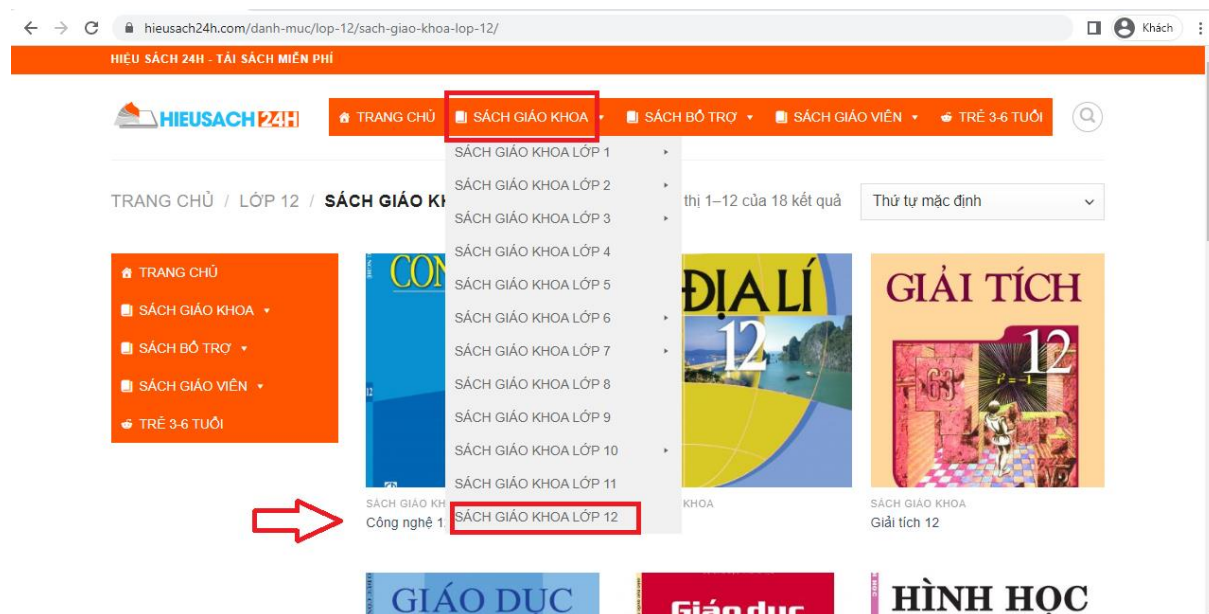 hieusach24h.com/danh-muc/lop-12/sach-giao-khoa-lop-12/
Khách
HIỆU SÁCH 24H - TẢI SÁCH MIỄN PHÍ
HIEUSACH 24H
TRANG CHỦ
SÁCH GIÁO KHOA
SÁCH BỔ TRỢ
SÁCH GIÁO VIÊN
TRẺ 3-6 TUỔI
SÁCH GIÁO KHOA LỚP 1
SÁCH GIÁO KHOA LỚP 2
SÁCH GIÁO KHOA LỚP 3
SÁCH GIÁO KHOA LỚP 4
SÁCH GIÁO KHOA LỚP 5
SÁCH GIÁO KHOA LỚP 6
SÁCH GIÁO KHOA LỚP 7
SÁCH GIÁO KHOA LỚP 8
SÁCH GIÁO KHOA LỚP 9
SÁCH GIÁO KHOA LỚP 10
SÁCH GIÁO KHOA LỚP 11
SÁCH GIÁO KHOA LỚP 12
TRANG CHỦ / LỚP 12 / SÁCH GIÁO
thị 1–12 của 18 kết quả
Thứ tự mặc định
TRANG CHỦ
SÁCH GIÁO KHOA
SÁCH BỔ TRỢ
SÁCH GIÁO VIÊN
TRẺ 3-6 TUỔI
ĐỊA LÍ
12
GIẢI TÍCH
12
i²=-1
63
SÁCH GIÁO
Công nghệ
KHOA
SÁCH GIÁO KHOA
Giải tích 12
GIÁO DỤC
Giáo dục
HÌNH HỌC